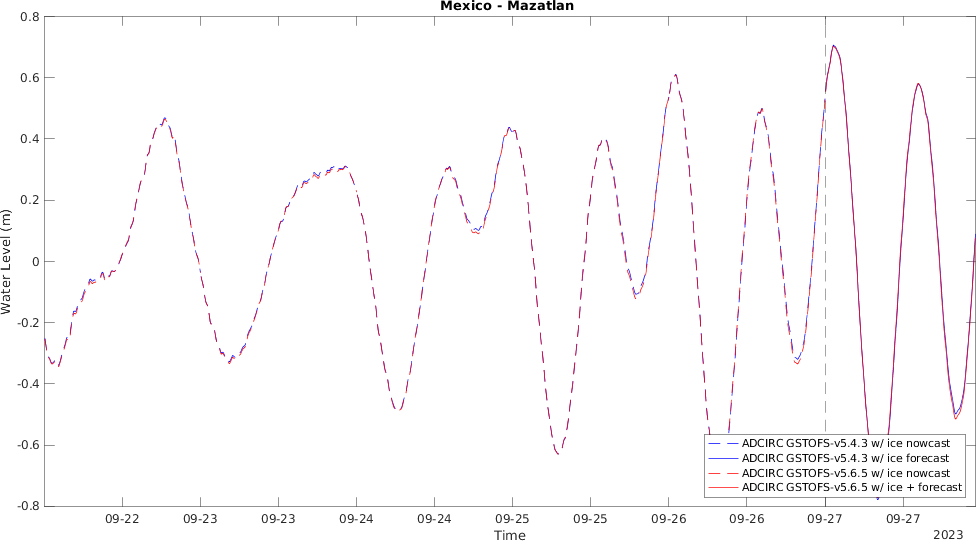 Mexico - Mazatlan
0.8
0.6
0.4
0.2
0
-0.2
-0.4
-0.6
-0.8
Water Level (m)
ADCIRC GSTOFS-v5.4.3 w/ ice nowcast
ADCIRC GSTOFS-v5.4.3 w/ ice forecast
ADCIRC GSTOFS-v5.6.5 w/ ice nowcast
ADCIRC GSTOFS-v5.6.5 w/ ice + forecast
09-22 09-23 09-23 09-24 09-24 09-25 09-25 09-26 09-26 09-27 09-27
Time
2023